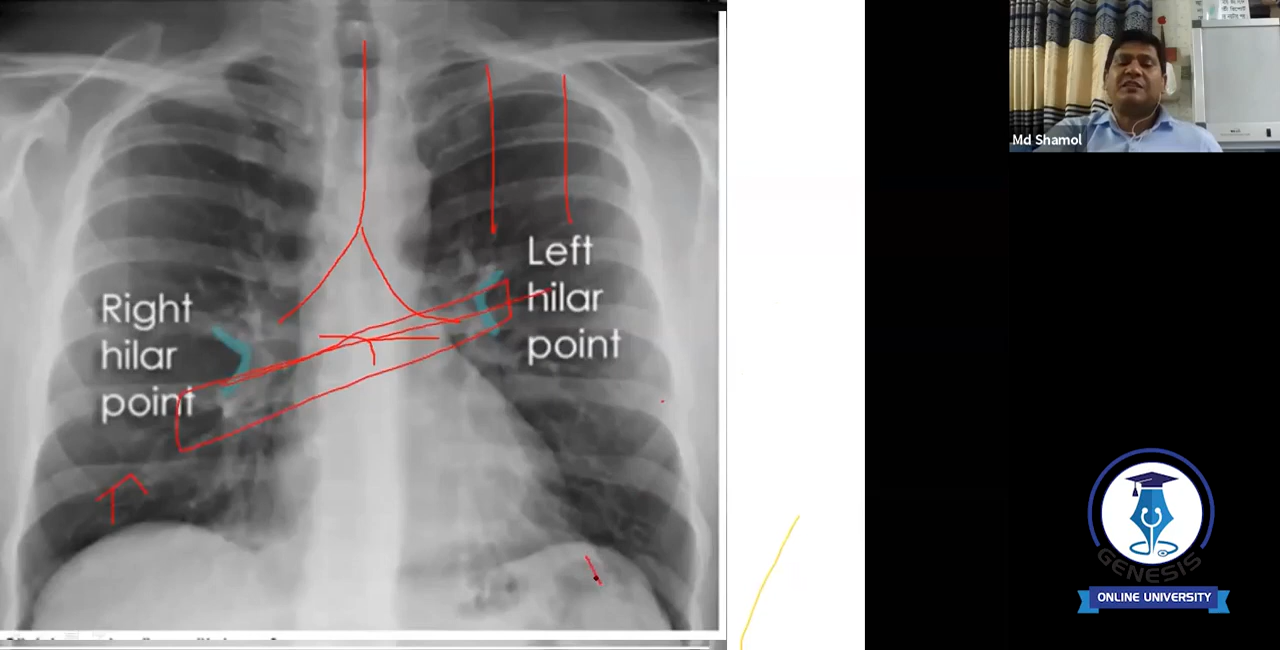 Left
hilar
point
Right
hilar
point
Md Shamol
GENESIS
ONLINE UNIVERSITY